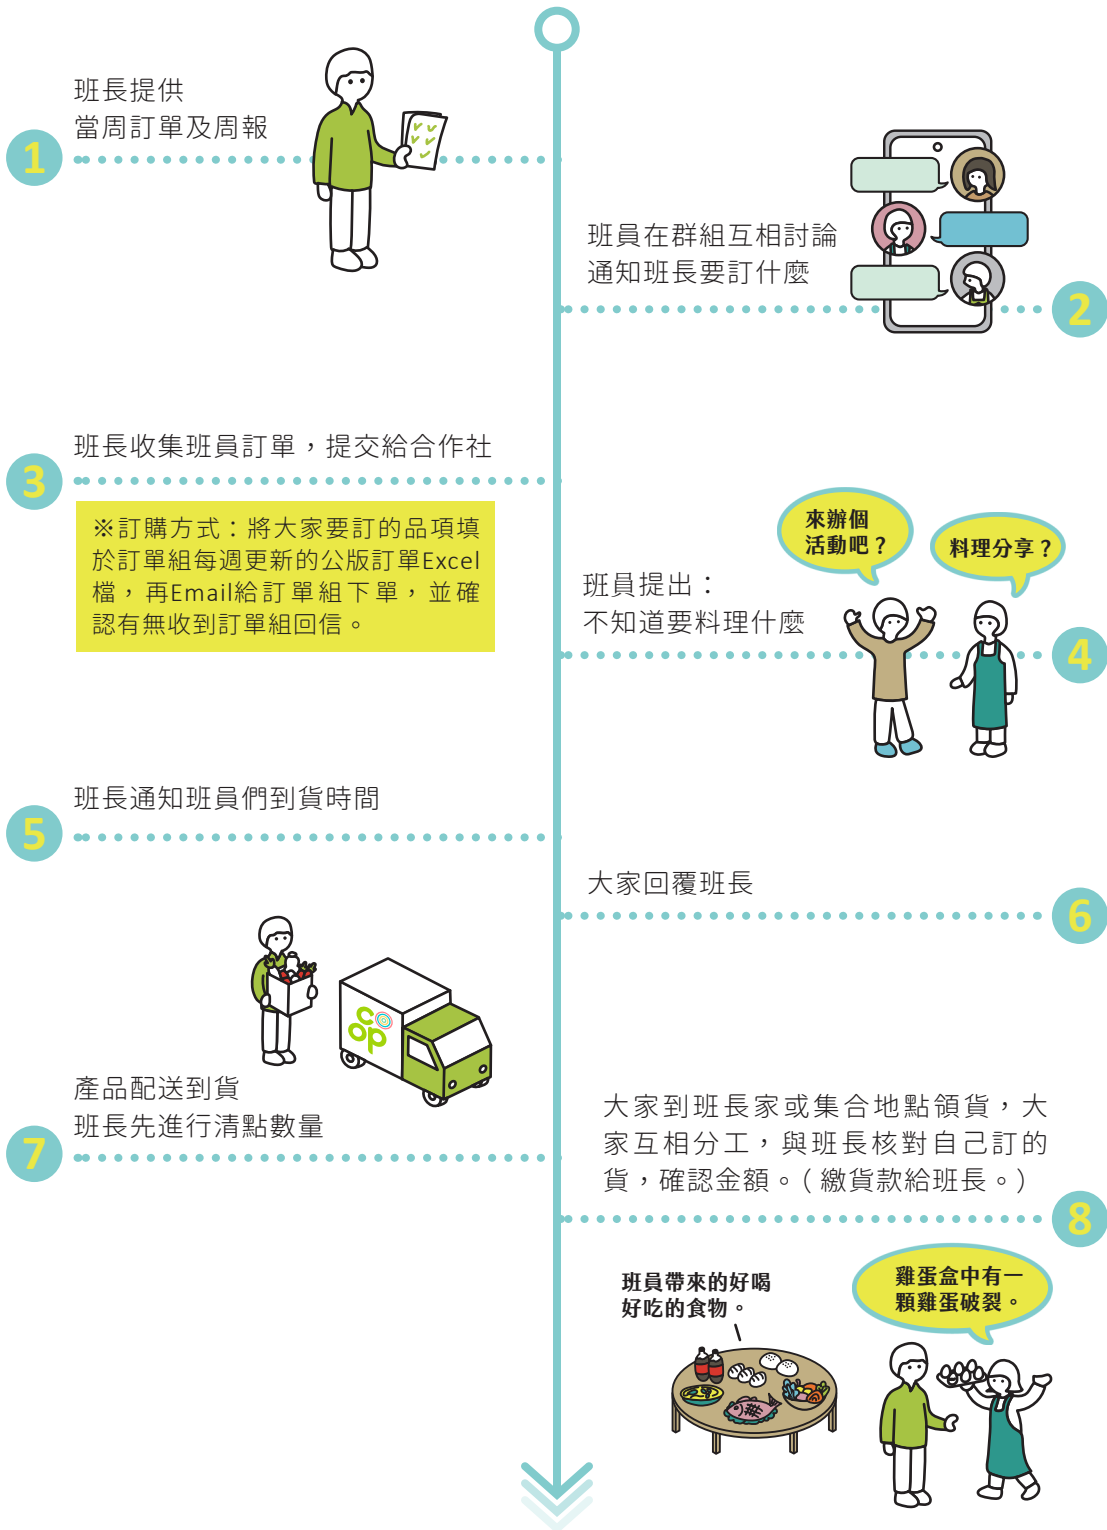 班長提供
當周訂單及周報
1
班員在群組互相討論
通知班長要訂什麼
2
班長收集班員訂單，提交給合作社
3
※訂購方式：將大家要訂的品項填
於訂單組每週更新的公版訂單Excel
檔，再Email給訂單組下單，並確
認有無收到訂單組回信。
來辦個
活動吧？
料理分享？
班員提出：
不知道要料理什麼
4
班長通知班員們到貨時間
5
大家回覆班長
6
coop
產品配送到貨
班長先進行清點數量
7
大家到班長家或集合地點領貨，大
家互相分工，與班長核對自己訂的
貨，確認金額。（繳貨款給班長。）
8
班員帶來的好喝
好吃的食物。
雞蛋盒中有一
顆雞蛋破裂。